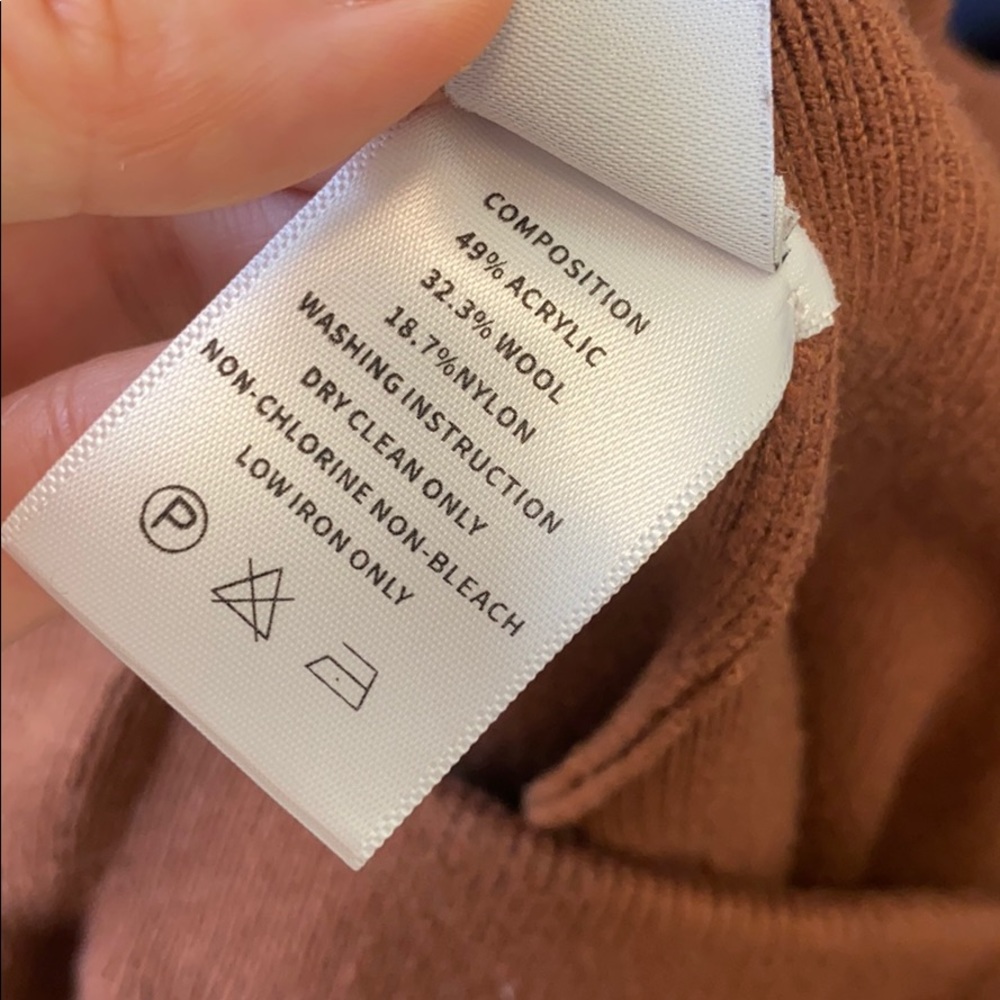 COMPOSITION
49% ACRYLIC
32.3% WOOL
18.7%NYLON
WASHING INSTRUCTION
DRY CLEAN ONLY
NON-CHLORINE NON-BLEACH
LOW IRON ONLY
P